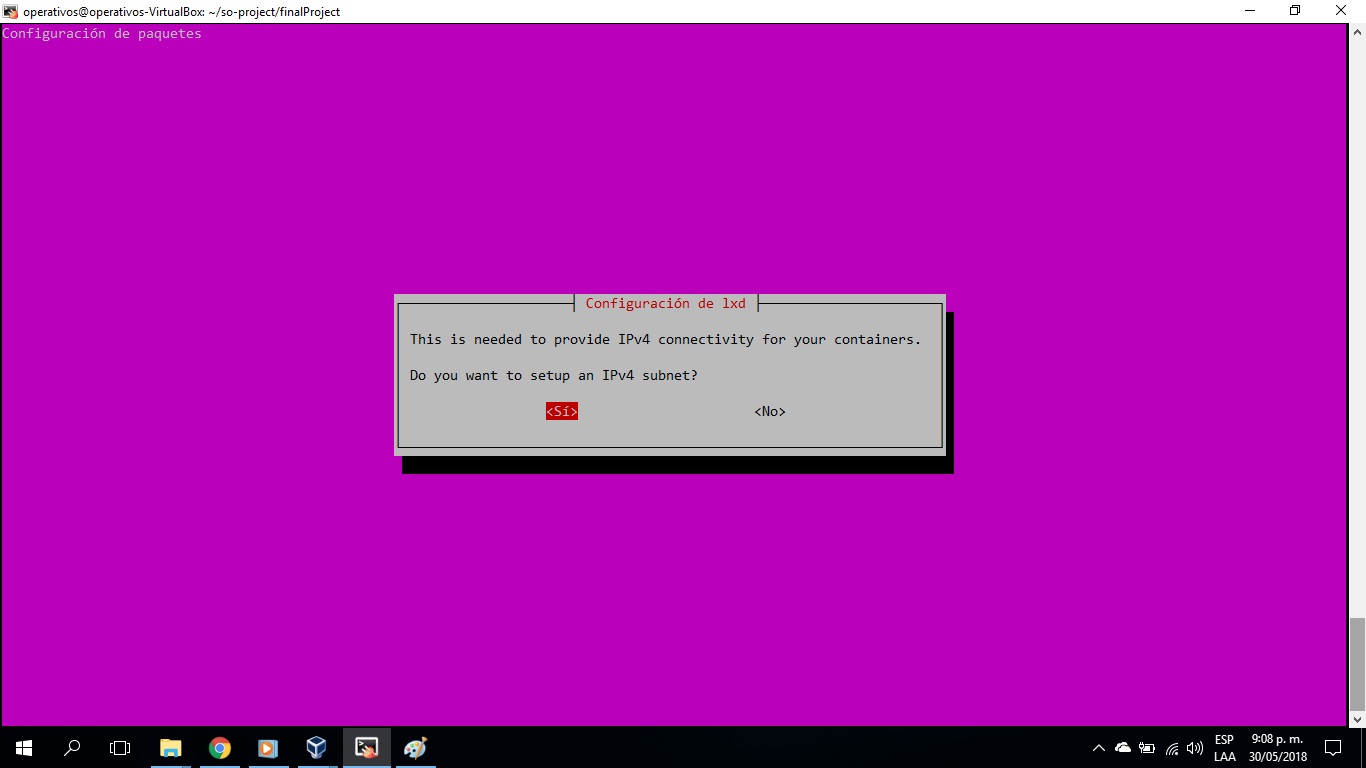 operativos@operativos-VirtualBox: ~/so-project/finalProject
Configuración de paquetes
Configuración de lxd
This is needed to provide IPv4 connectivity for your containers.
Do you want to setup an IPv4 subnet?
<Sí> <No>
ESP 9:08 p. m.
LAA 30/05/2018